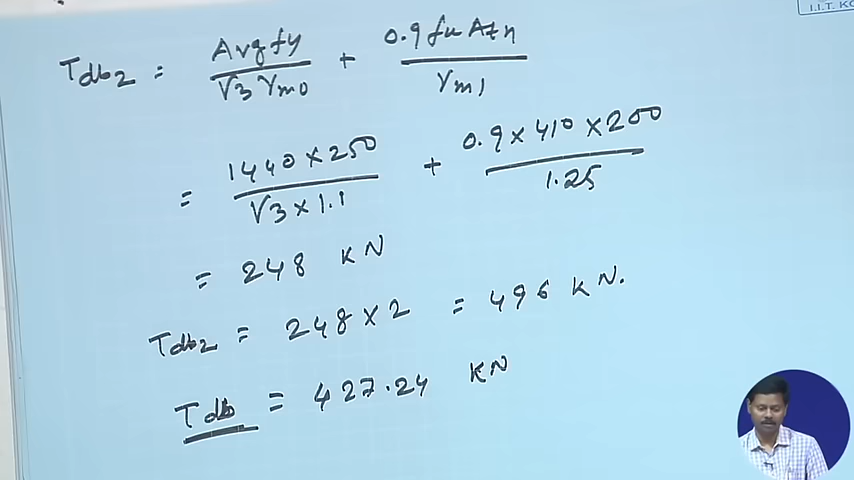 I.I.T. KG
Tdb2 = Avg fy / √3 γm0 + 0.9 fu Atn / γm1
= 1440 × 250 / √3 × 1.1 + 0.9 × 410 × 200 / 1.25
= 248 KN
Tdb2 = 248 × 2 = 496 KN.
Tdb = 427.24 KN